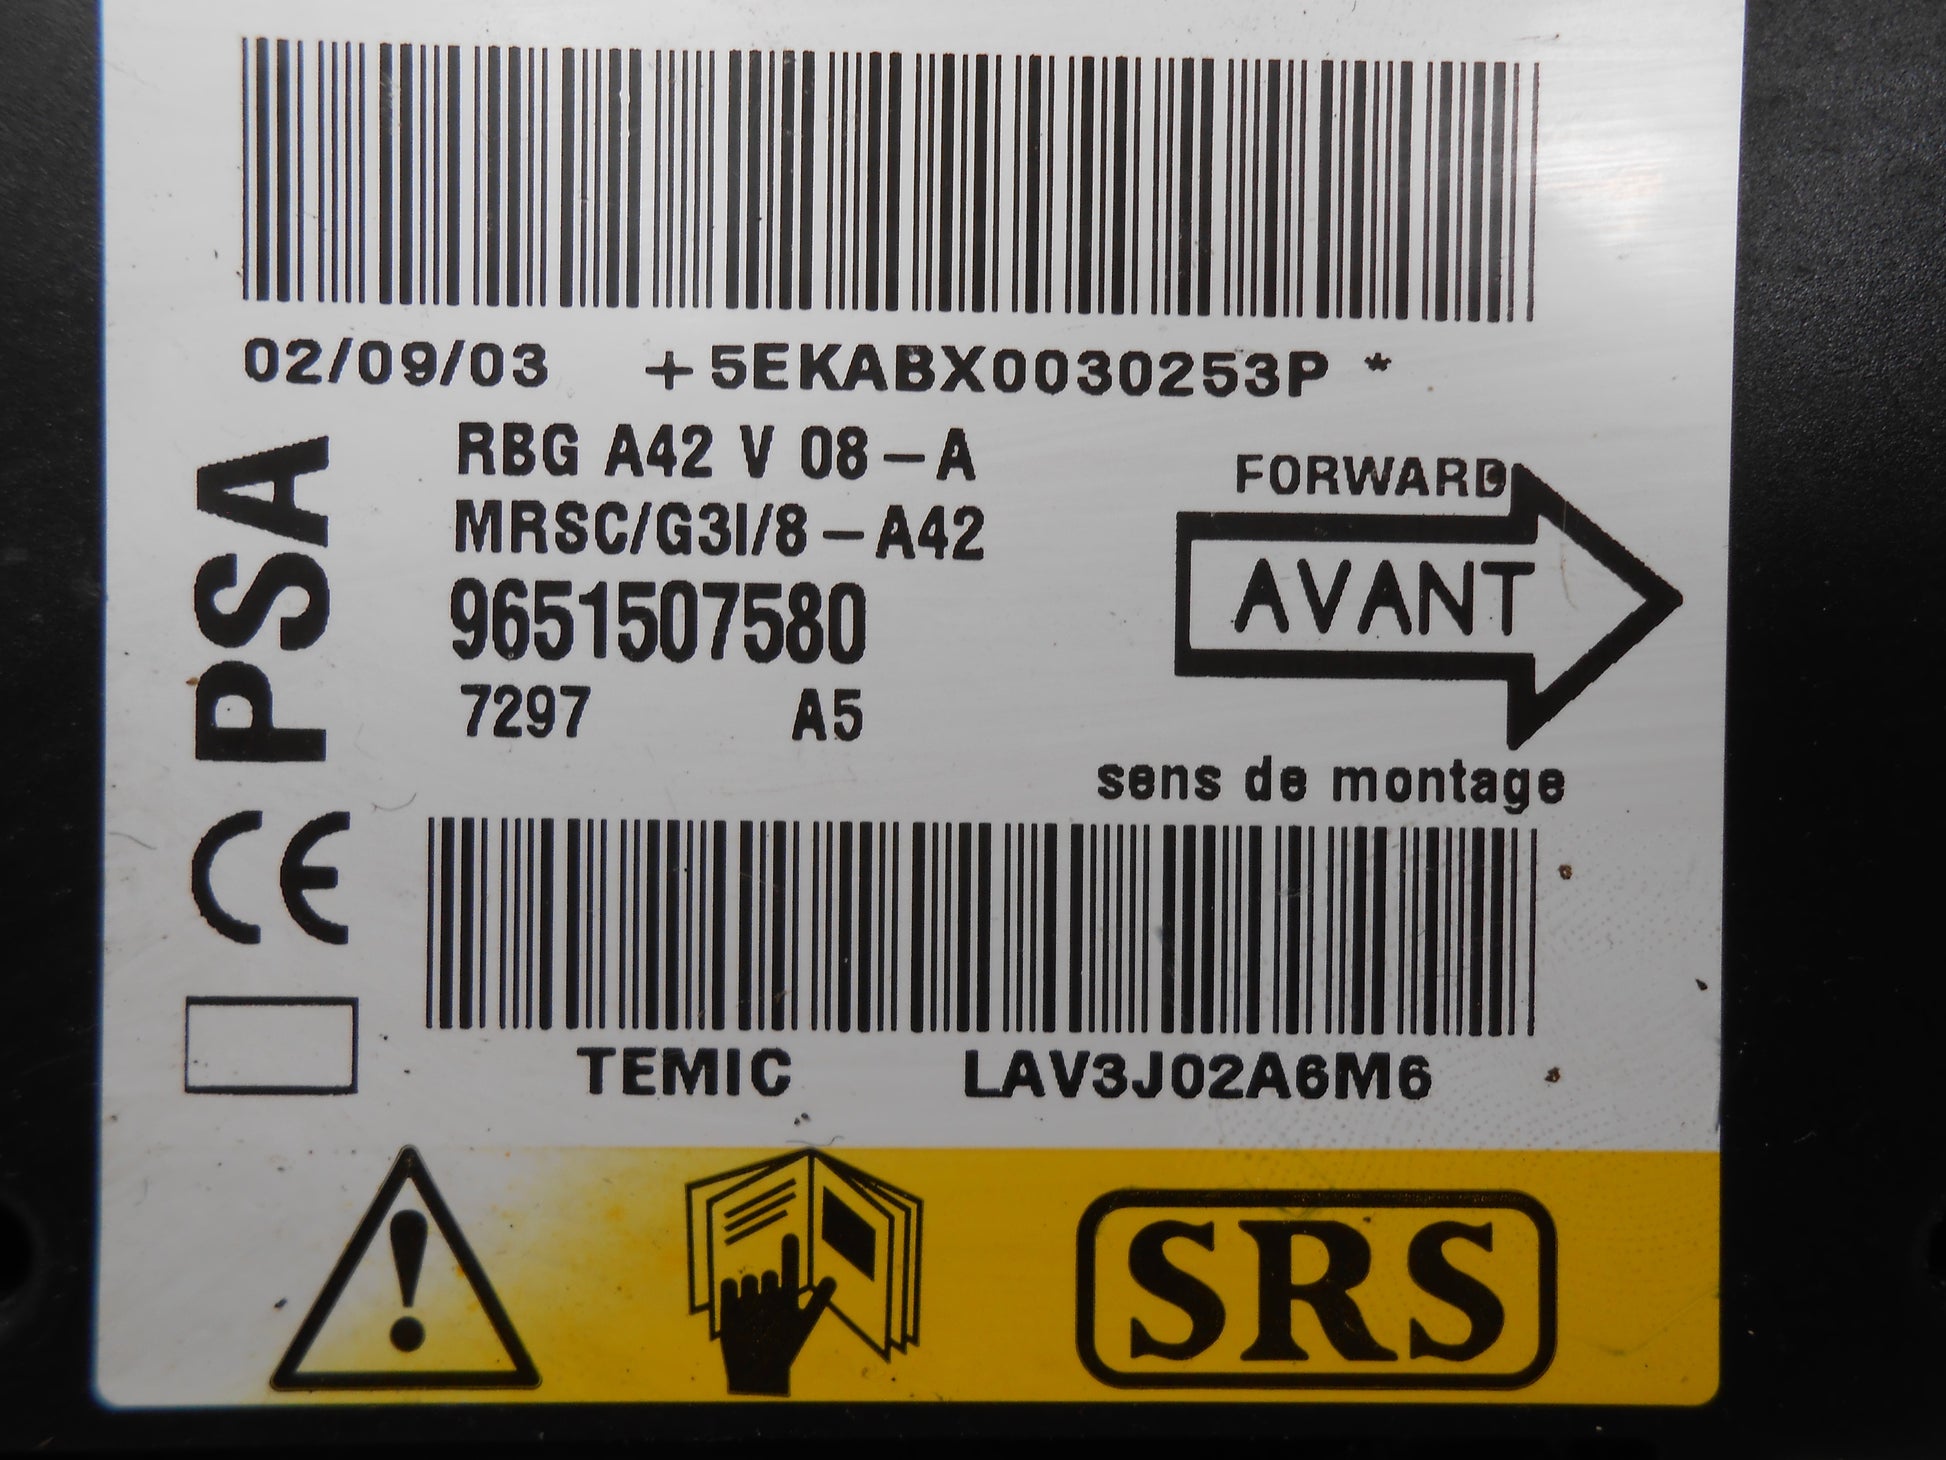 02/09/03 +5EKABX0030253P *
RBG A42 V 08-A
MRSC/G3I/8-A42
9651507580
7297 A5
PSA
CE
FORWARD
AVANT
sens de montage
TEMIC LAV3J02A6M6
SRS